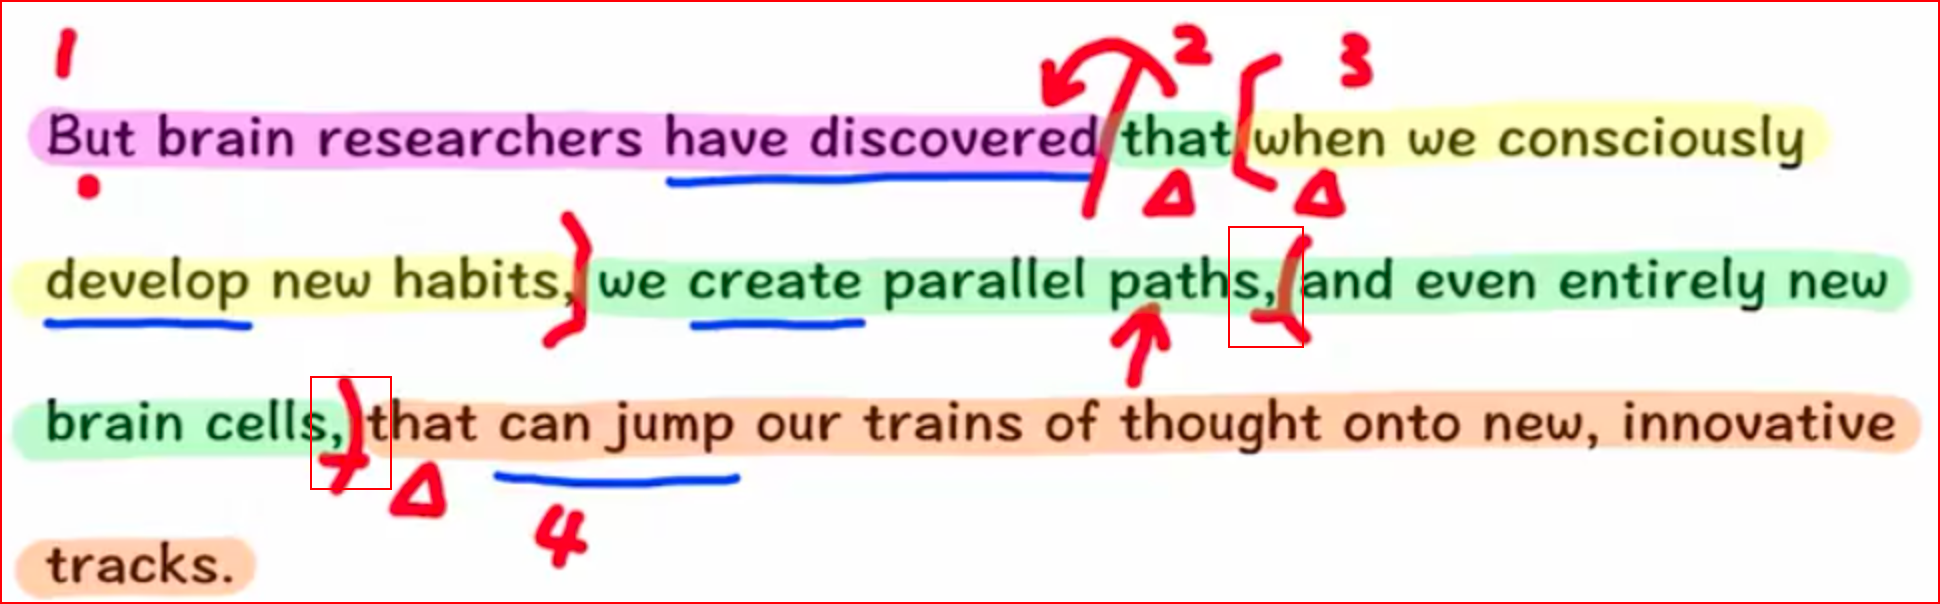 1 2 3
But brain researchers have discovered that when we consciously
develop new habits, we create parallel paths, and even entirely new
brain cells, that can jump our trains of thought onto new, innovative
4
tracks.